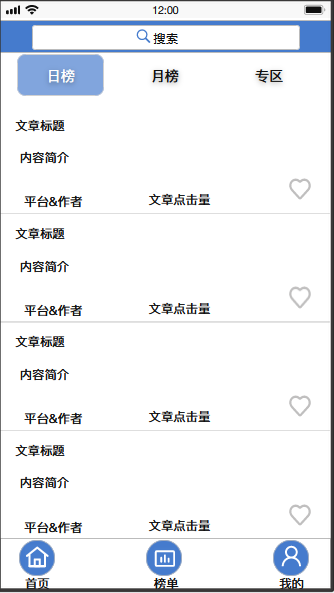 12:00
搜索
日榜 月榜 专区
文章标题
内容简介
平台&作者 文章点击量
文章标题
内容简介
平台&作者 文章点击量
文章标题
内容简介
平台&作者 文章点击量
文章标题
内容简介
平台&作者 文章点击量
首页 榜单 我的